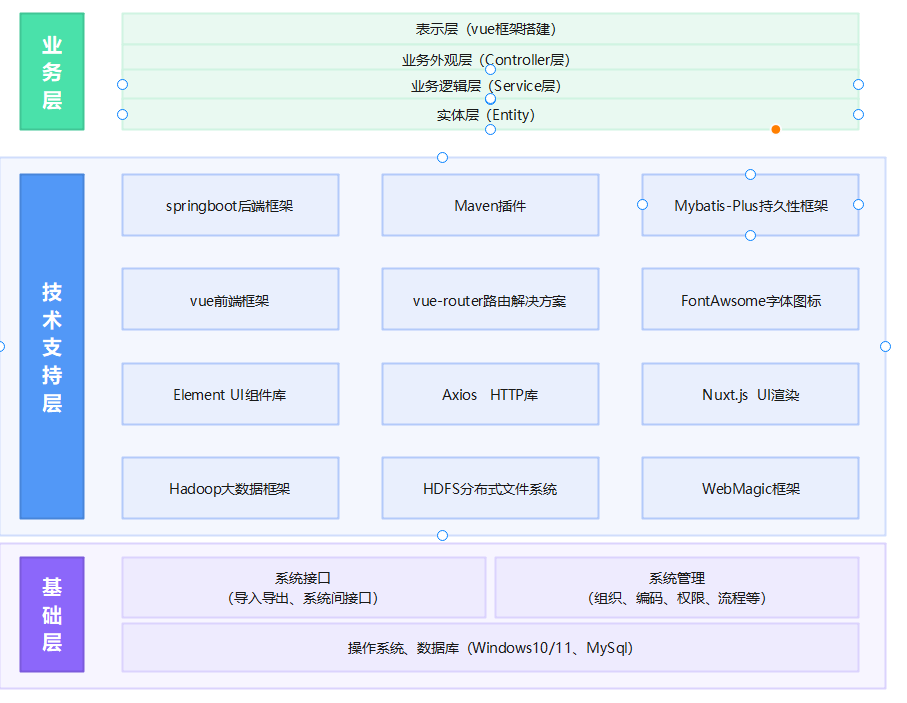 业务层
表示层（vue框架搭建）
业务外观层（Controller层）
业务逻辑层（Service层）
实体层（Entity）
技术支持层
springboot后端框架
Maven插件
Mybatis-Plus持久性框架
vue前端框架
vue-router路由解决方案
FontAwsome字体图标
Element UI组件库
Axios HTTP库
Nuxt.js UI渲染
Hadoop大数据框架
HDFS分布式文件系统
WebMagic框架
基础层
系统接口
（导入导出、系统间接口）
系统管理
（组织、编码、权限、流程等）
操作系统、数据库（Windows10/11、MySql）